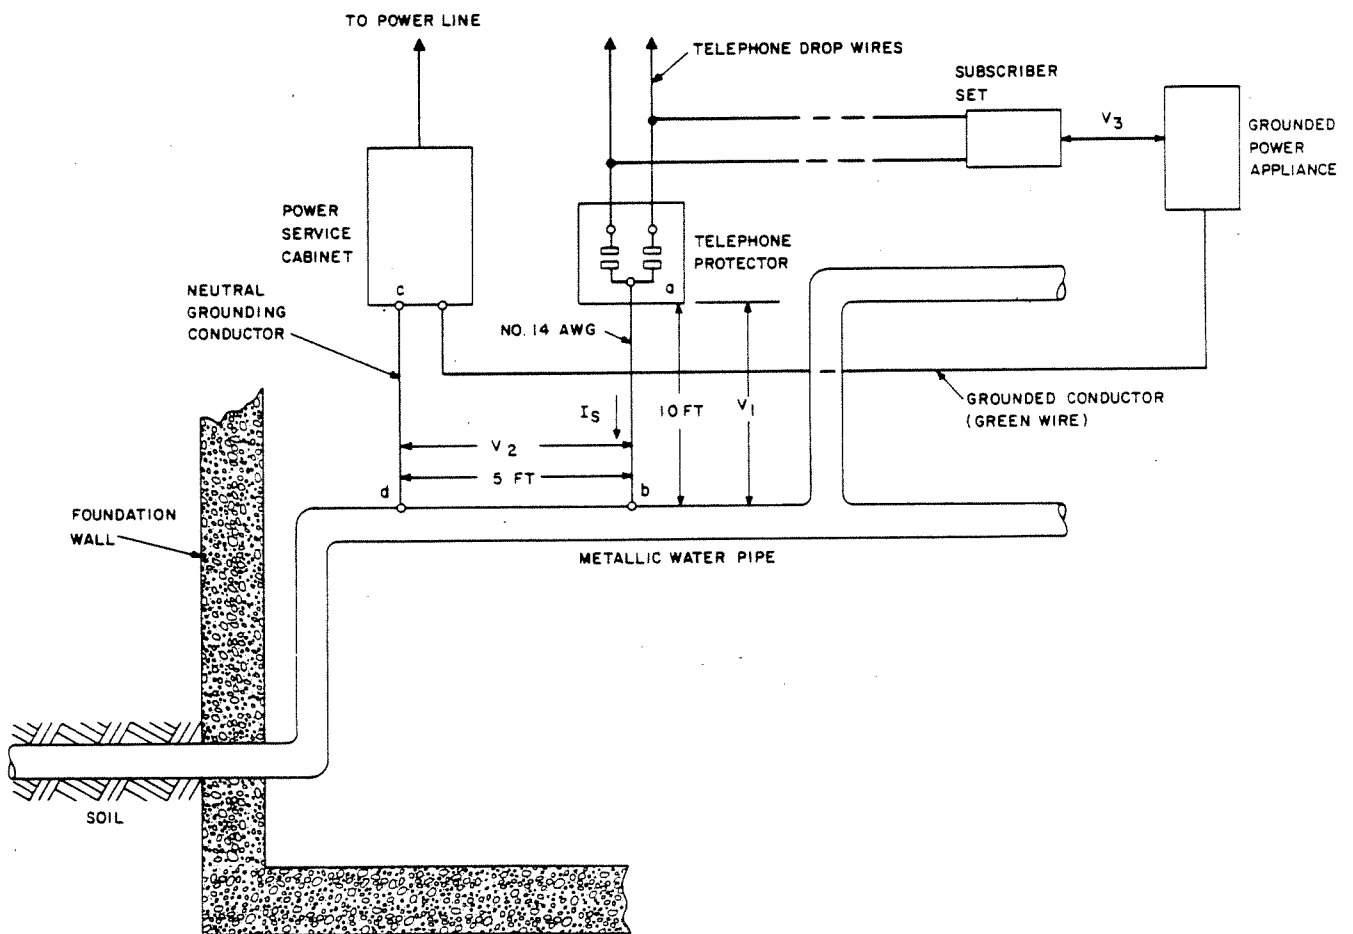 TO POWER LINE
TELEPHONE DROP WIRES
SUBSCRIBER
SET
V3
GROUNDED
POWER
APPLIANCE
POWER
SERVICE
CABINET
TELEPHONE
PROTECTOR
a
c
NEUTRAL
GROUNDING
CONDUCTOR
NO. 14 AWG
IS
10 FT
V1
GROUNDED CONDUCTOR
(GREEN WIRE)
V2
5 FT
d
b
FOUNDATION
WALL
METALLIC WATER PIPE
SOIL